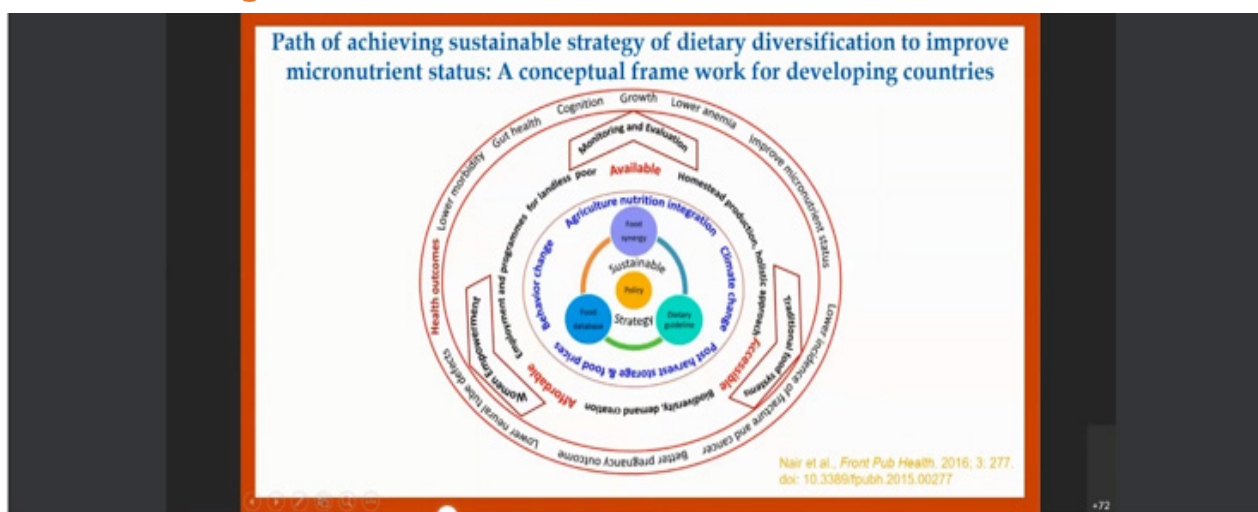 Path of achieving sustainable strategy of dietary diversification to improve
micronutrient status: A conceptual frame work for developing countries
Health outcomes
Lower morbidity
Gut health
Cognition
Growth
Lower anemia
Improve micronutrient status
Lower incidence of fracture and cancer
Better pregnancy outcome
Lower neural tube defects
Monitoring and Evaluation
Traditional food systems
Women Empowerment
Available
Homestead production, holistic approach
Accessible
Biodiversity, demand creation
Affordable
Employment and programmes for landless poor
Agriculture nutrition integration
Climate change
Post harvest storage & food prices
Behavior change
Food
synergy
Sustainable
Policy
Strategy
Food
database
Dietary
guideline
Nair et al., Front Pub Health. 2016; 3: 277.
doi: 10.3389/fpubh.2015.00277
+72